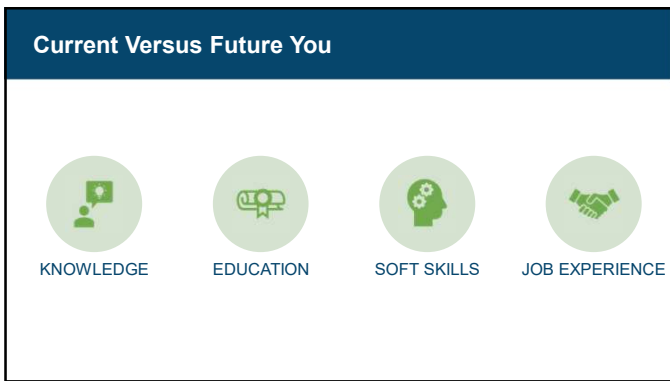 Current Versus Future You
KNOWLEDGE
EDUCATION
SOFT SKILLS
JOB EXPERIENCE